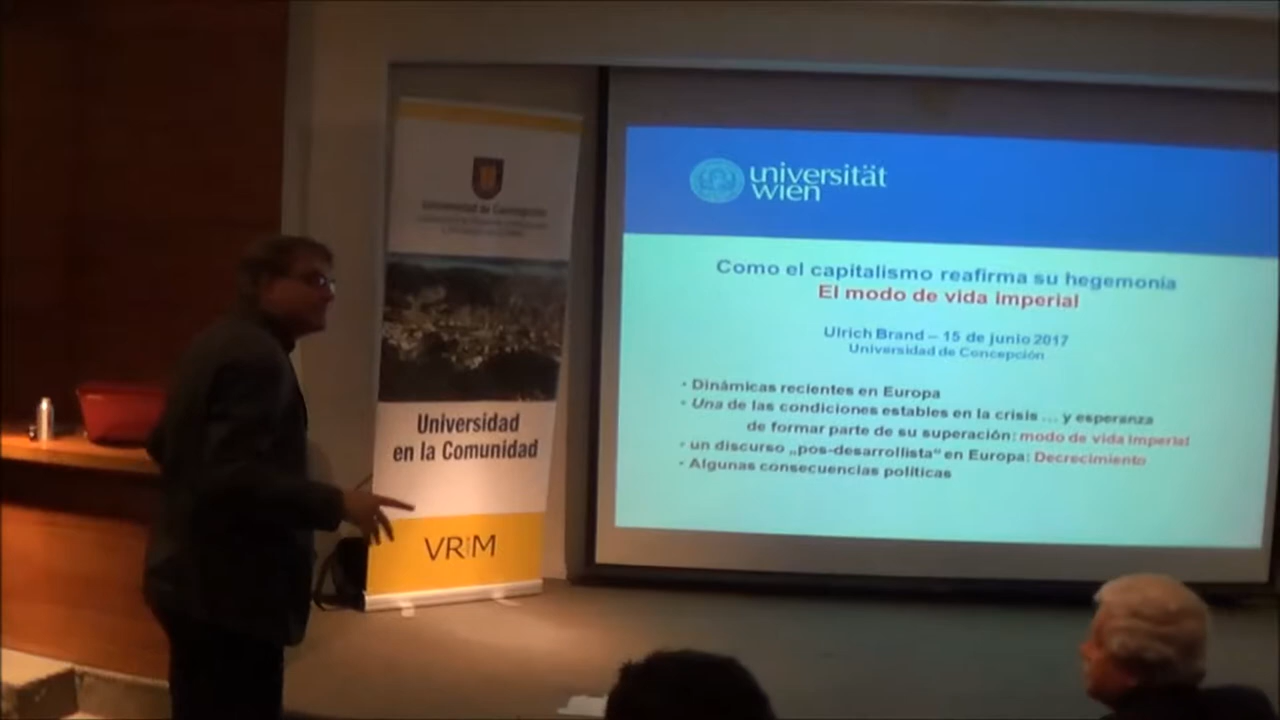 Universidad de Concepción
Universidad
en la Comunidad
VRiM
universität
wien
Como el capitalismo reafirma su hegemonía
El modo de vida imperial
Ulrich Brand – 15 de junio 2017
Universidad de Concepción
• Dinámicas recientes en Europa
• Una de las condiciones estables en la crisis … y esperanza
de formar parte de su superación: modo de vida imperial
• un discurso „pos-desarrollista“ en Europa: Decrecimiento
• Algunas consecuencias políticas